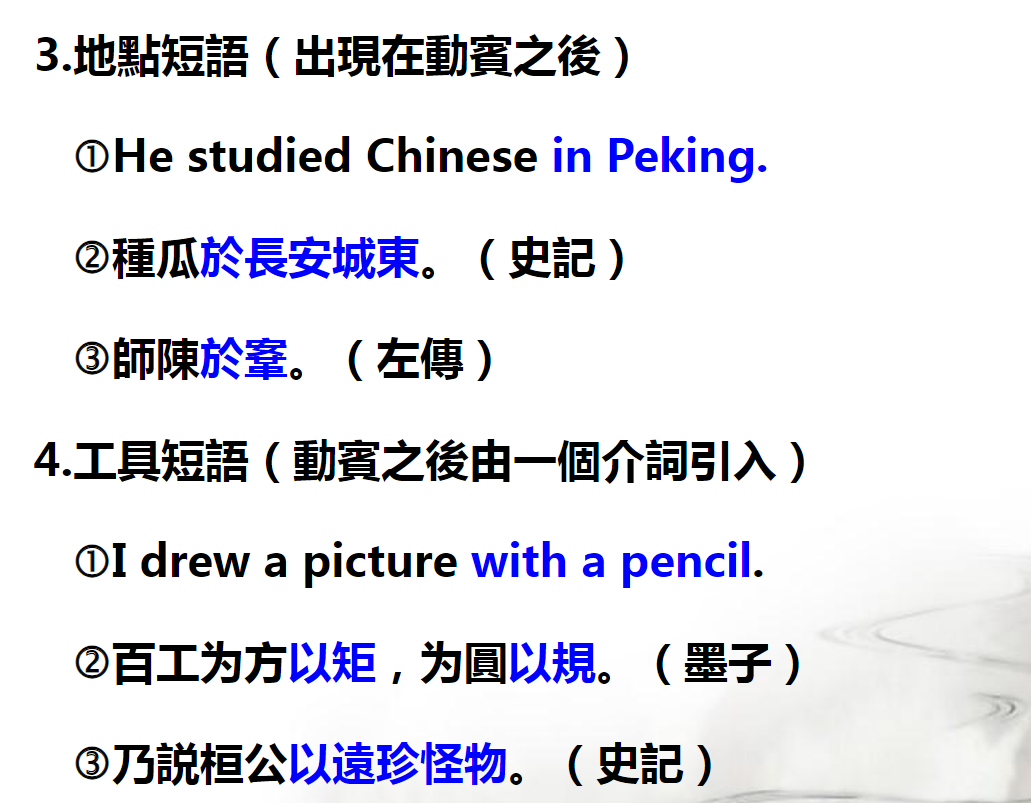 3.地點短語（出現在動賓之後）
①He studied Chinese in Peking.
②種瓜於長安城東。（史記）
③師陳於鞌。（左傳）
4.工具短語（動賓之後由一個介詞引入）
①I drew a picture with a pencil.
②百工为方以矩，为圓以規。（墨子）
③乃説桓公以遠珍怪物。（史記）